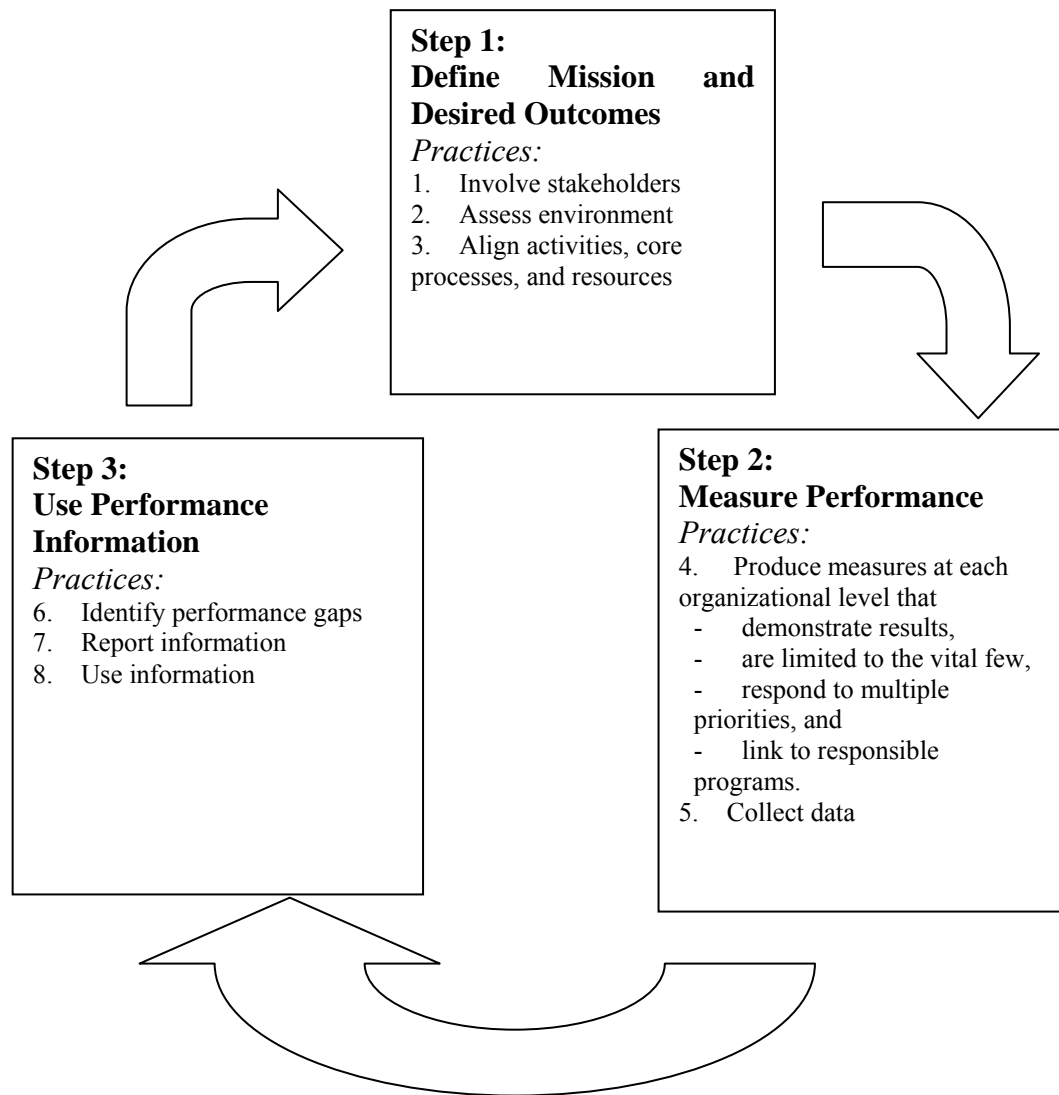 Step 1:
Define Mission and
Desired Outcomes
Practices:
1. Involve stakeholders
2. Assess environment
3. Align activities, core
processes, and resources
Step 2:
Measure Performance
Practices:
4. Produce measures at each
organizational level that
- demonstrate results,
- are limited to the vital few,
- respond to multiple
priorities, and
- link to responsible
programs.
5. Collect data
Step 3:
Use Performance
Information
Practices:
6. Identify performance gaps
7. Report information
8. Use information